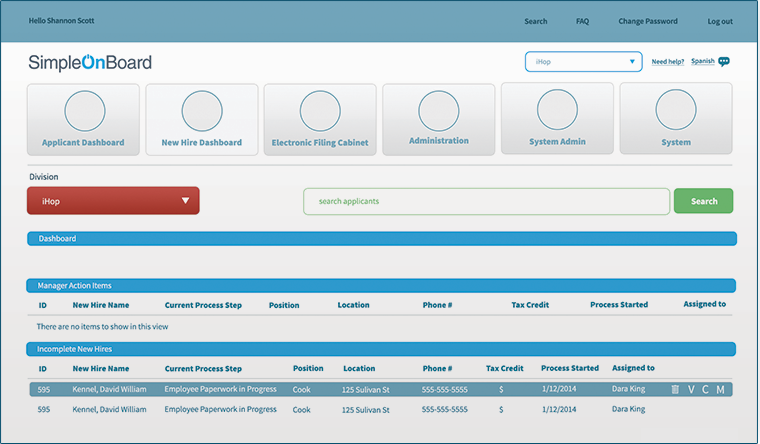 Hello Shannon Scott Search FAQ Change Password Log out
SimpleOnBoard iHop Need help? Spanish
Applicant Dashboard New Hire Dashboard Electronic Filing Cabinet Administration System Admin System
Division
iHop search applicants Search
Dashboard
Manager Action Items
ID New Hire Name Current Process Step Position Location Phone # Tax Credit Process Started Assigned to
There are no items to show in this view
Incomplete New Hires
ID New Hire Name Current Process Step Position Location Phone # Tax Credit Process Started Assigned to
595 Kennel, David William Employee Paperwork in Progress Cook 125 Sulivan St 555-555-5555 $ 1/12/2014 Dara King V C M
595 Kennel, David William Employee Paperwork in Progress Cook 125 Sulivan St 555-555-5555 $ 1/12/2014 Dara King